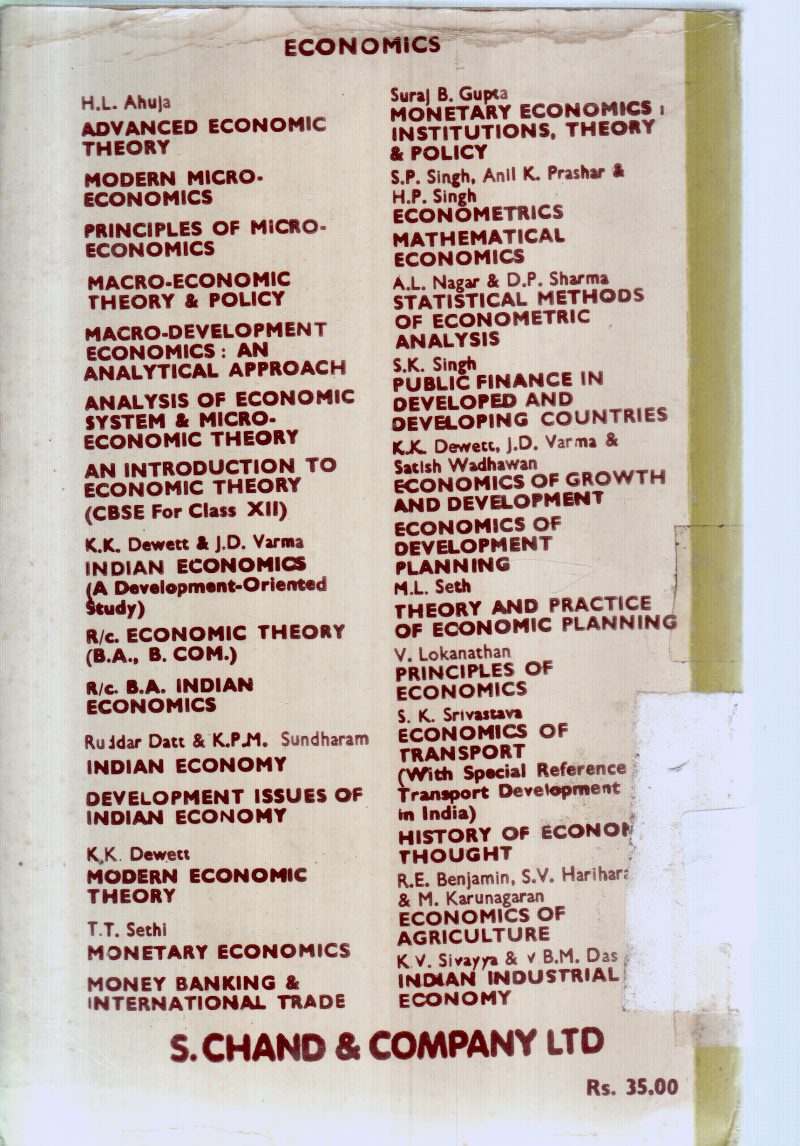 ECONOMICS
H.L. Ahuja
ADVANCED ECONOMIC
THEORY
MODERN MICRO-
ECONOMICS
PRINCIPLES OF MICRO-
ECONOMICS
MACRO-ECONOMIC
THEORY & POLICY
MACRO-DEVELOPMENT
ECONOMICS : AN
ANALYTICAL APPROACH
ANALYSIS OF ECONOMIC
SYSTEM & MICRO-
ECONOMIC THEORY
AN INTRODUCTION TO
ECONOMIC THEORY
(CBSE For Class XII)
K.K. Dewett & J.D. Varma
INDIAN ECONOMICS
(A Development-Oriented
Study)
R/c. ECONOMIC THEORY
(B.A., B. COM.)
R/c. B.A. INDIAN
ECONOMICS
Ruddar Datt & K.P.M. Sundharam
INDIAN ECONOMY
DEVELOPMENT ISSUES OF
INDIAN ECONOMY
K.K. Dewett
MODERN ECONOMIC
THEORY
T.T. Sethi
MONETARY ECONOMICS
MONEY BANKING &
INTERNATIONAL TRADE
Suraj B. Gupta
MONETARY ECONOMICS :
INSTITUTIONS, THEORY
& POLICY
S.P. Singh, Anil K. Prashar &
H.P. Singh
ECONOMETRICS
MATHEMATICAL
ECONOMICS
A.L. Nagar & D.P. Sharma
STATISTICAL METHODS
OF ECONOMETRIC
ANALYSIS
S.K. Singh
PUBLIC FINANCE IN
DEVELOPED AND
DEVELOPING COUNTRIES
K.K. Dewett, J.D. Varma &
Satish Wadhawan
ECONOMICS OF GROWTH
AND DEVELOPMENT
ECONOMICS OF
DEVELOPMENT
PLANNING
M.L. Seth
THEORY AND PRACTICE
OF ECONOMIC PLANNING
V. Lokanathan
PRINCIPLES OF
ECONOMICS
S. K. Srivastava
ECONOMICS OF
TRANSPORT
(With Special Reference
Transport Development
in India)
HISTORY OF
THOUGHT
R.E. Benjamin, S.V.
& M. Karunagaran
ECONOMICS OF
AGRICULTURE
K V. Sivayya & V B.M. Das
INDIAN INDUSTRIAL
ECONOMY
S. CHAND & COMPANY LTD
Rs. 35.00